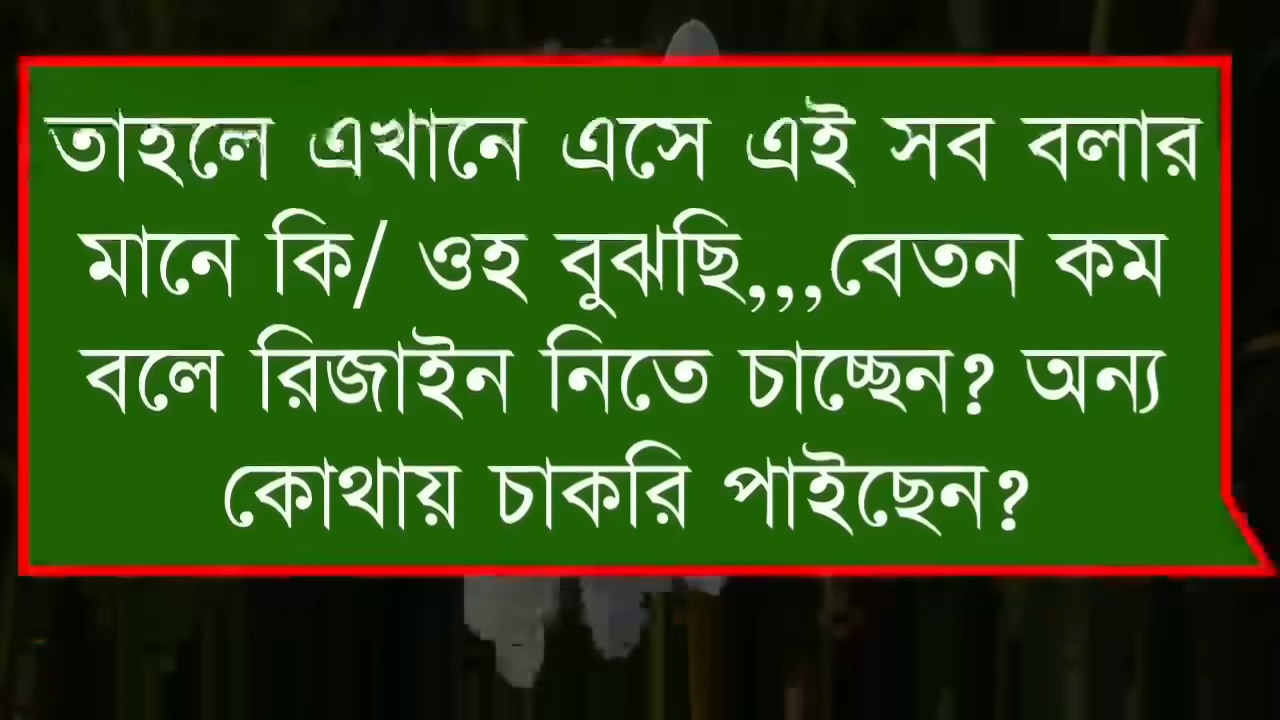 তাহলে এখানে এসে এই সব বলার
মানে কি/ ওহ বুঝছি,,,বেতন কম
বলে রিজাইন নিতে চাচ্ছেন? অন্য
কোথায় চাকরি পাইছেন?